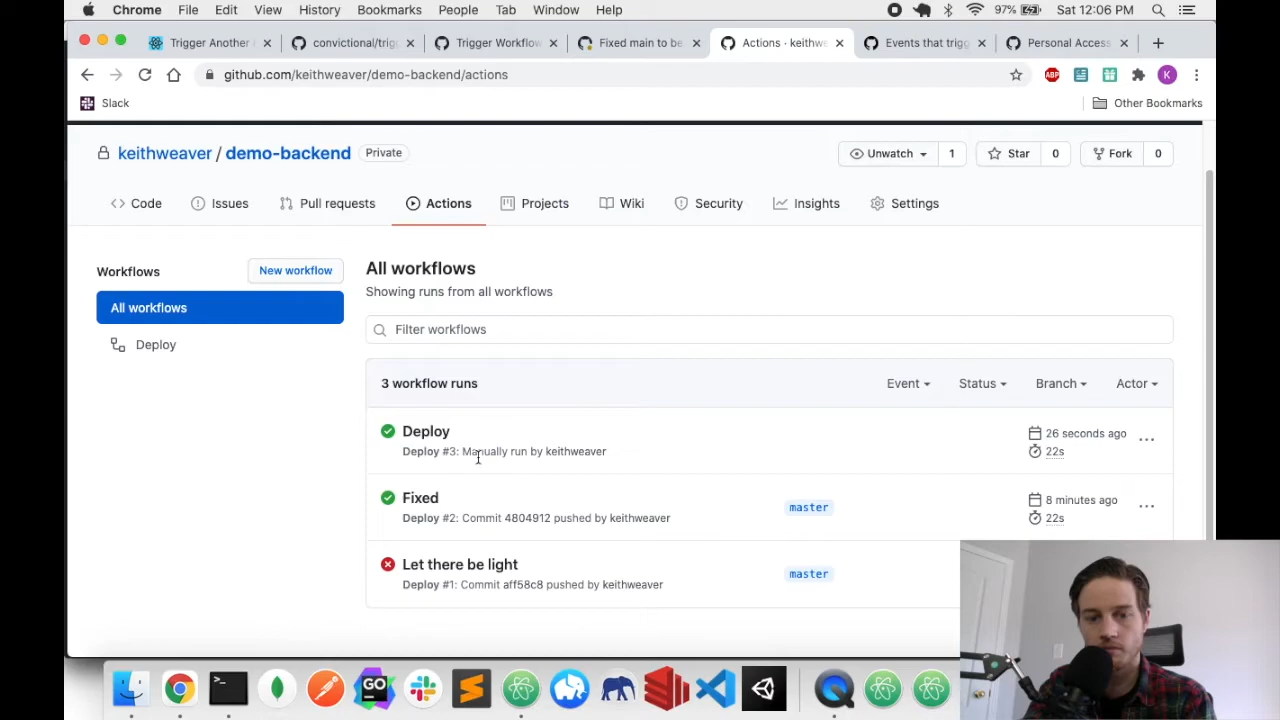 Chrome File Edit View History Bookmarks People Tab Window Help 97% Sat 12:06 PM
Trigger Another convictional/trig Trigger Workflow Fixed main to be Actions · keithwe Events that trigg Personal Access
github.com/keithweaver/demo-backend/actions ABP K
Slack Other Bookmarks
keithweaver / demo-backend Private Unwatch 1 Star 0 Fork 0
Code Issues Pull requests Actions Projects Wiki Security Insights Settings
Workflows New workflow All workflows
Showing runs from all workflows
All workflows
Filter workflows
Deploy
3 workflow runs Event Status Branch Actor
Deploy 26 seconds ago
Deploy #3: Manually run by keithweaver 22s
Fixed master 8 minutes ago
Deploy #2: Commit 4804912 pushed by keithweaver 22s
Let there be light master
Deploy #1: Commit aff58c8 pushed by keithweaver
GO